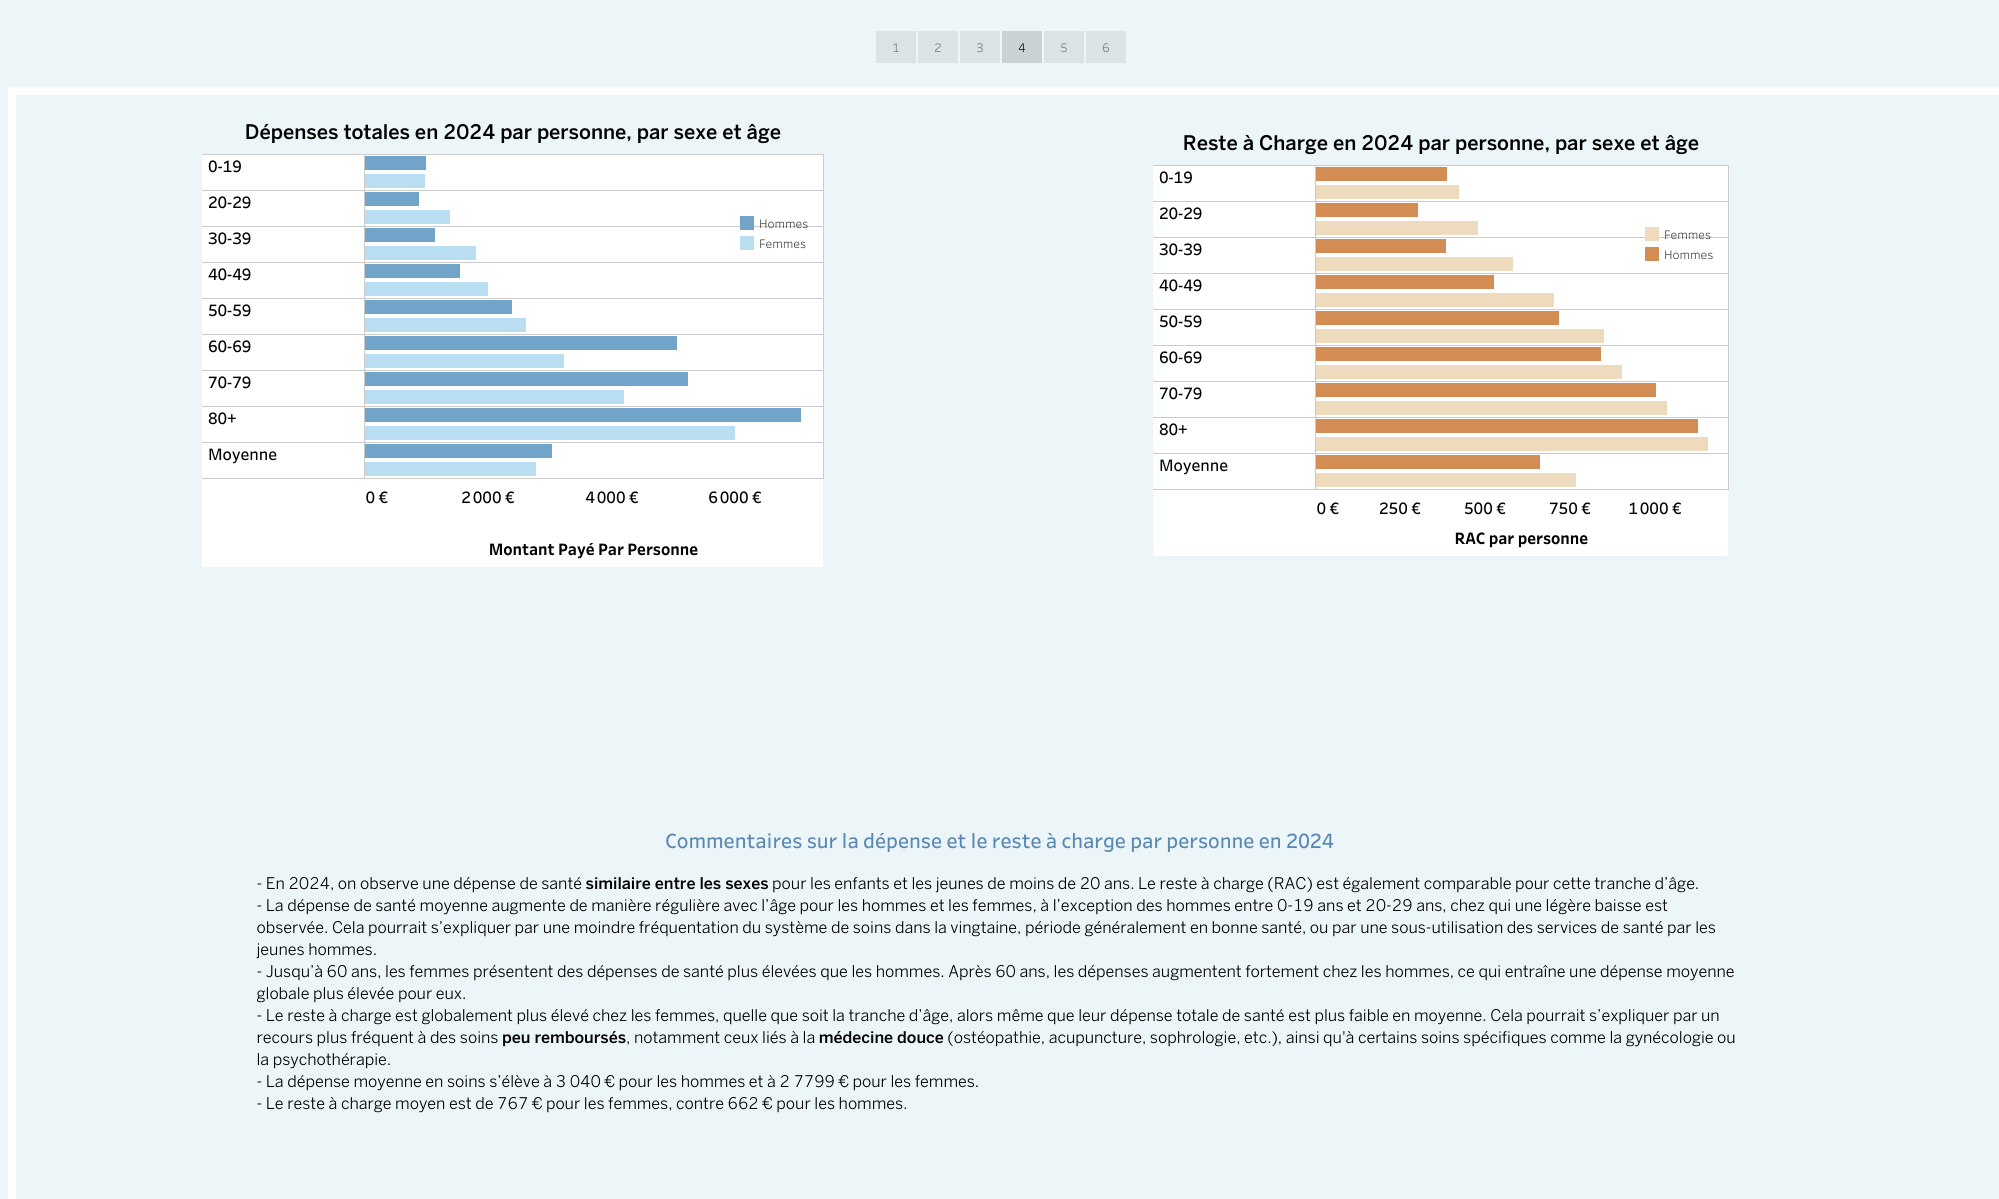 1 2 3 4 5 6
Dépenses totales en 2024 par personne, par sexe et âge
0-19
20-29
30-39
40-49
50-59
60-69
70-79
80+
Moyenne
Hommes
Femmes
0 € 2 000 € 4 000 € 6 000 €
Montant Payé Par Personne
Reste à Charge en 2024 par personne, par sexe et âge
0-19
20-29
30-39
40-49
50-59
60-69
70-79
80+
Moyenne
Femmes
Hommes
0 € 250 € 500 € 750 € 1 000 €
RAC par personne
Commentaires sur la dépense et le reste à charge par personne en 2024
- En 2024, on observe une dépense de santé similaire entre les sexes pour les enfants et les jeunes de moins de 20 ans. Le reste à charge (RAC) est également comparable pour cette tranche d’âge.
- La dépense de santé moyenne augmente de manière régulière avec l’âge pour les hommes et les femmes, à l’exception des hommes entre 0-19 ans et 20-29 ans, chez qui une légère baisse est
observée. Cela pourrait s’expliquer par une moindre fréquentation du système de soins dans la vingtaine, période généralement en bonne santé, ou par une sous-utilisation des services de santé par les
jeunes hommes.
- Jusqu’à 60 ans, les femmes présentent des dépenses de santé plus élevées que les hommes. Après 60 ans, les dépenses augmentent fortement chez les hommes, ce qui entraîne une dépense moyenne
globale plus élevée pour eux.
- Le reste à charge est globalement plus élevé chez les femmes, quelle que soit la tranche d’âge, alors même que leur dépense totale de santé est plus faible en moyenne. Cela pourrait s’expliquer par un
recours plus fréquent à des soins peu remboursés, notamment ceux liés à la médecine douce (ostéopathie, acupuncture, sophrologie, etc.), ainsi qu'à certains soins spécifiques comme la gynécologie ou
la psychothérapie.
- La dépense moyenne en soins s’élève à 3 040 € pour les hommes et à 2 7799 € pour les femmes.
- Le reste à charge moyen est de 767 € pour les femmes, contre 662 € pour les hommes.